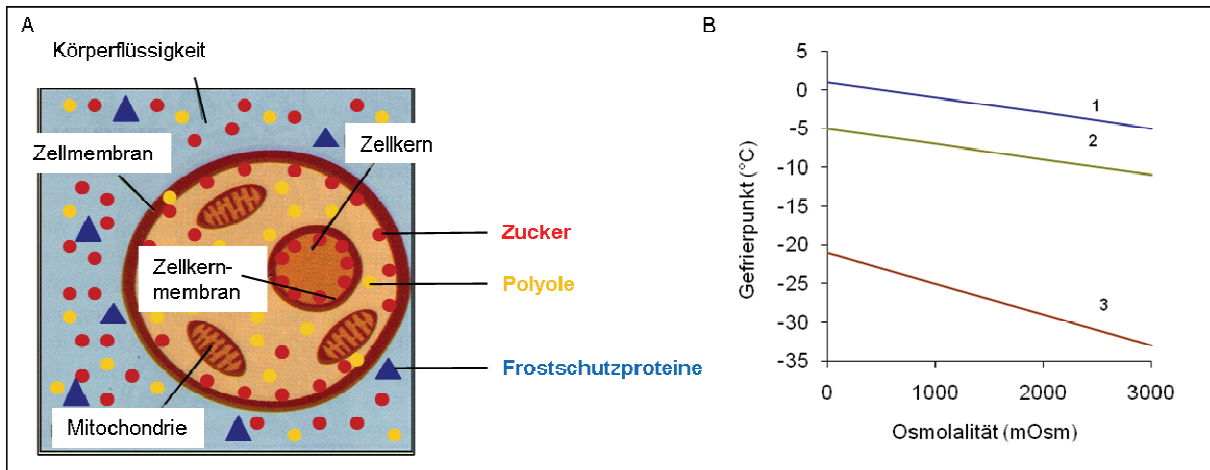 A
Körperflüssigkeit
Zellmembran
Zellkern
Zucker
Zellkern-
membran
Polyole
Frostschutzproteine
Mitochondrie
B
Gefrierpunkt (°C)
5
0
-5
-10
-15
-20
-25
-30
-35
1
2
3
0
1000
2000
3000
Osmolalität (mOsm)